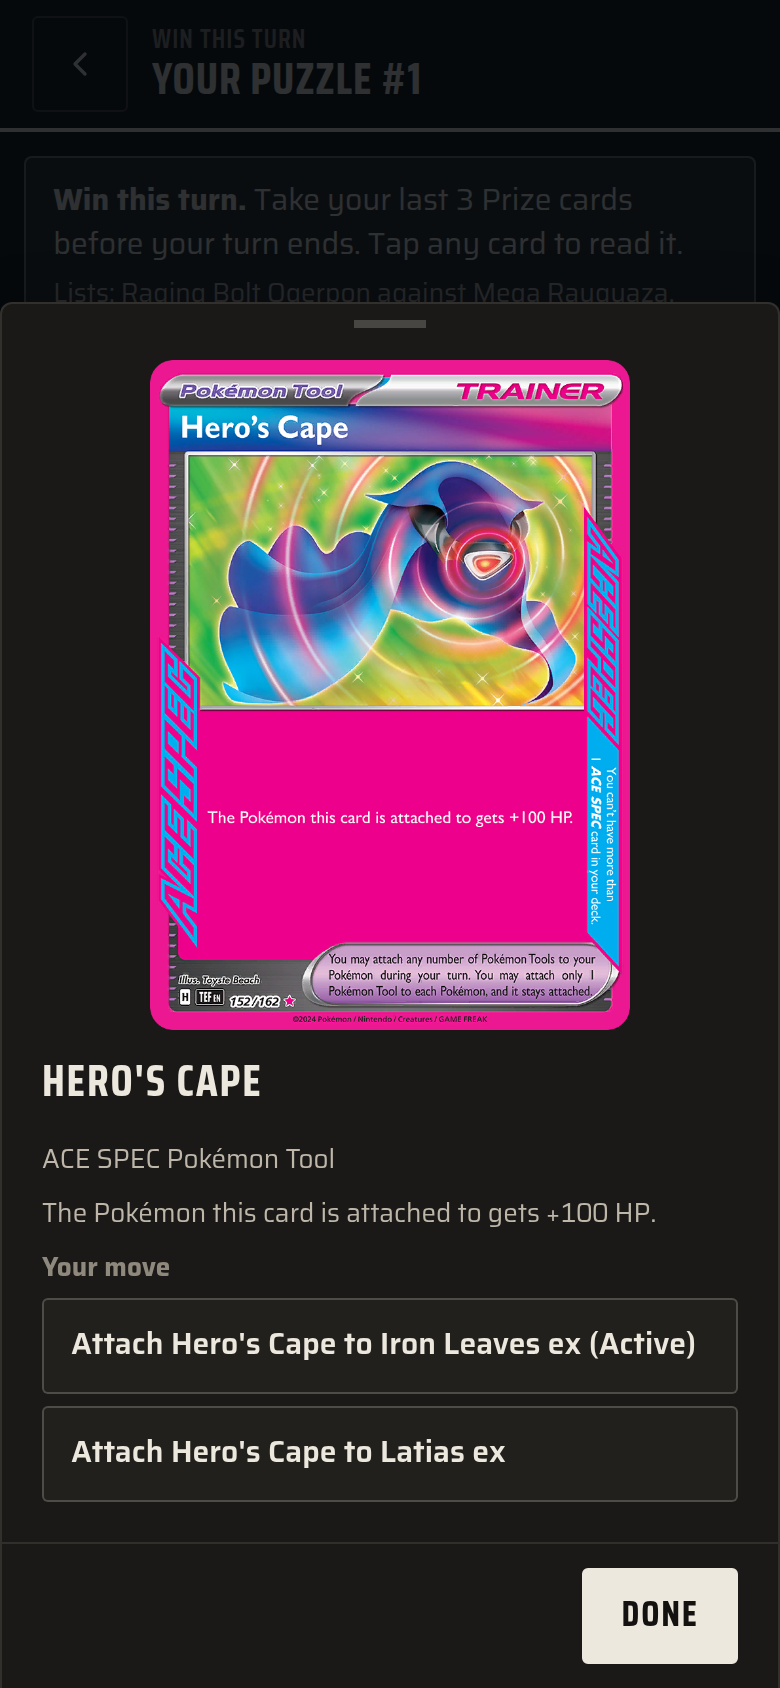 WIN THIS TURN
YOUR PUZZLE #1
Win this turn. Take your last 3 Prize cards
before your turn ends. Tap any card to read it.
Lists: Raging Bolt Ogerpon against Mega Rayquaza.
Pokémon Tool
TRAINER
Hero's Cape
ACE SPEC
ACE SPEC
You can't have more than
1 ACE SPEC card in your deck.
The Pokémon this card is attached to gets +100 HP.
You may attach any number of Pokémon Tools to your
Pokémon during your turn. You may attach only 1
Pokémon Tool to each Pokémon, and it stays attached.
Illus. Toyste Beach
H TEF EN 152/162
©2024 Pokémon / Nintendo / Creatures / GAME FREAK
HERO'S CAPE
ACE SPEC Pokémon Tool
The Pokémon this card is attached to gets +100 HP.
Your move
Attach Hero's Cape to Iron Leaves ex (Active)
Attach Hero's Cape to Latias ex
DONE